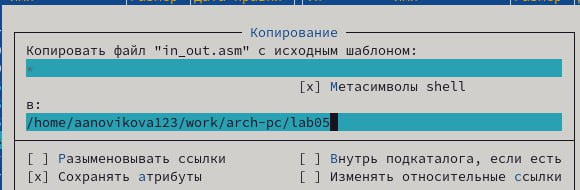 Копирование
Копировать файл "in_out.asm" с исходным шаблоном:
*
[x] Метасимволы shell
в:
/home/aanovikova123/work/arch-pc/lab05
[ ] Разыменовывать ссылки [ ] Внутрь подкаталога, если есть
[x] Сохранять атрибуты [ ] Изменять относительные ссылки